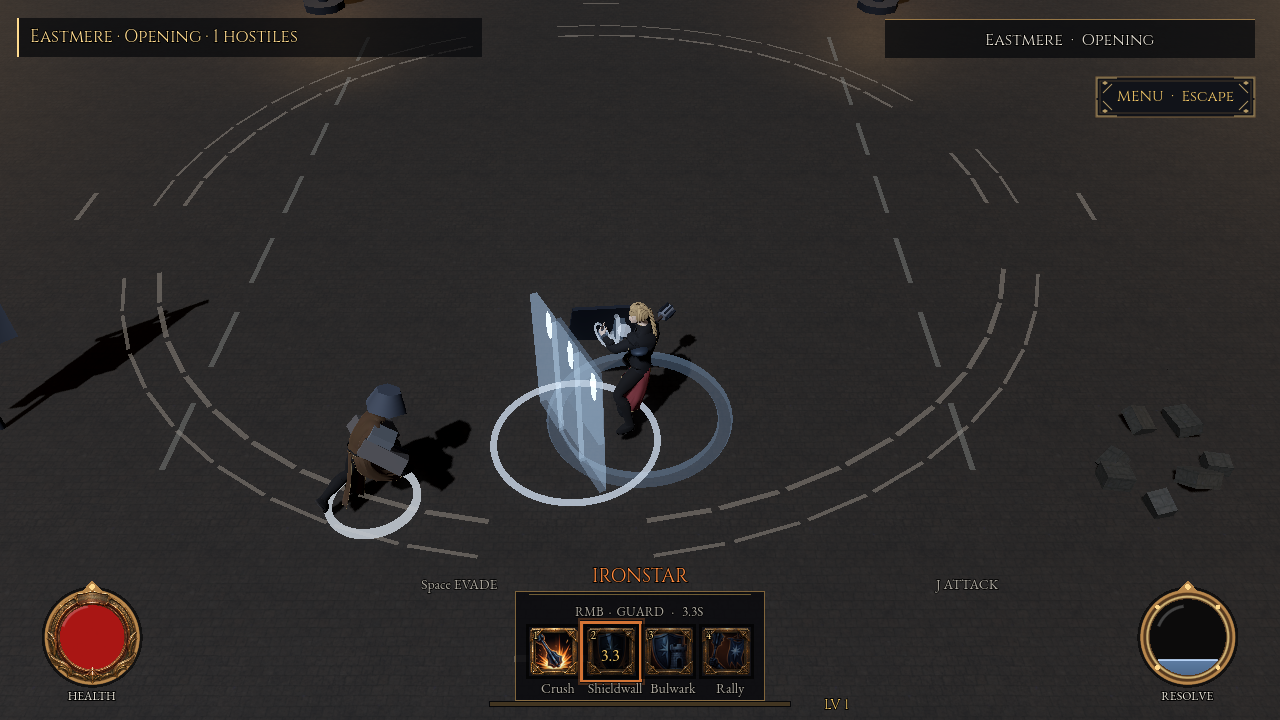 EASTMERE · OPENING · 1 HOSTILES
EASTMERE · OPENING
MENU · ESCAPE
IRONSTAR
Space EVADE
J ATTACK
RMB · GUARD · 3.3S
1 2 3 4
3.3
Crush Shieldwall Bulwark Rally
HEALTH
RESOLVE
LV 1